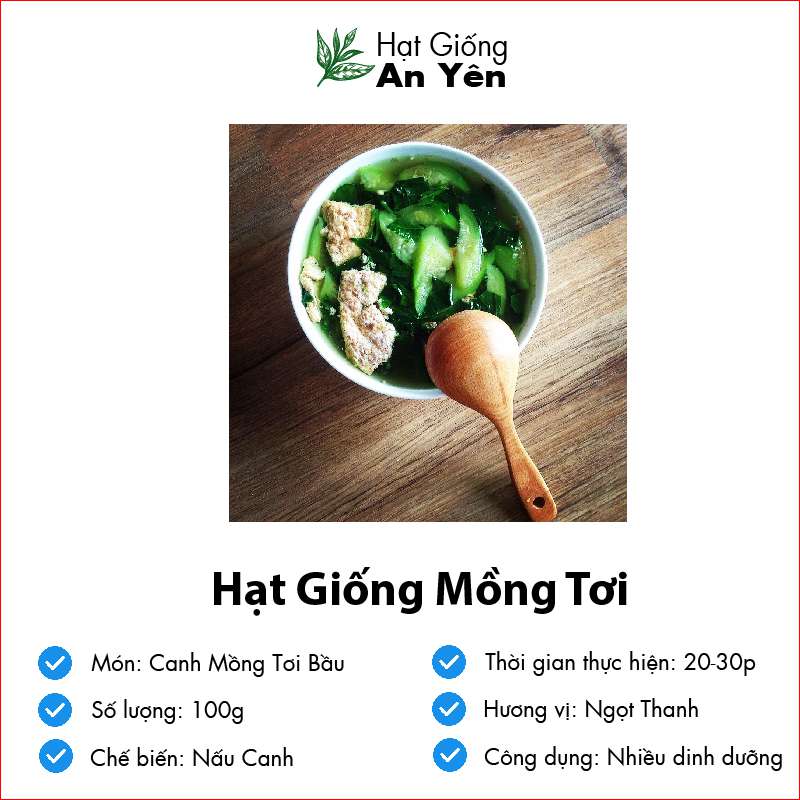 Hạt Giống
An Yên
Hạt Giống Mồng Tơi
Món: Canh Mồng Tơi Bầu
Thời gian thực hiện: 20-30p
Số lượng: 100g
Hương vị: Ngọt Thanh
Chế biến: Nấu Canh
Công dụng: Nhiều dinh dưỡng